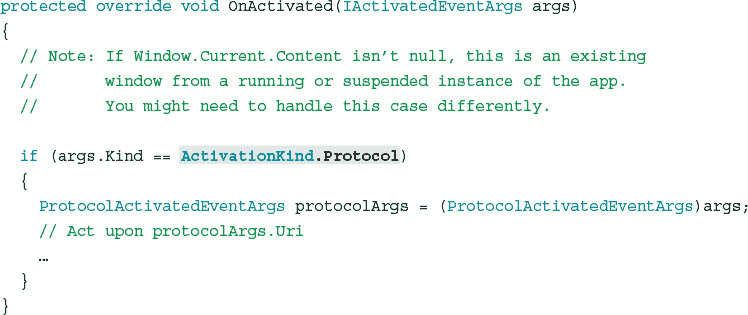 protected override void OnActivated(IActivatedEventArgs args)
{
  // Note: If Window.Current.Content isn’t null, this is an existing
  //       window from a running or suspended instance of the app.
  //       You might need to handle this case differently.

  if (args.Kind == ActivationKind.Protocol)
  {
    ProtocolActivatedEventArgs protocolArgs = (ProtocolActivatedEventArgs)args;
    // Act upon protocolArgs.Uri
    …
  }
}